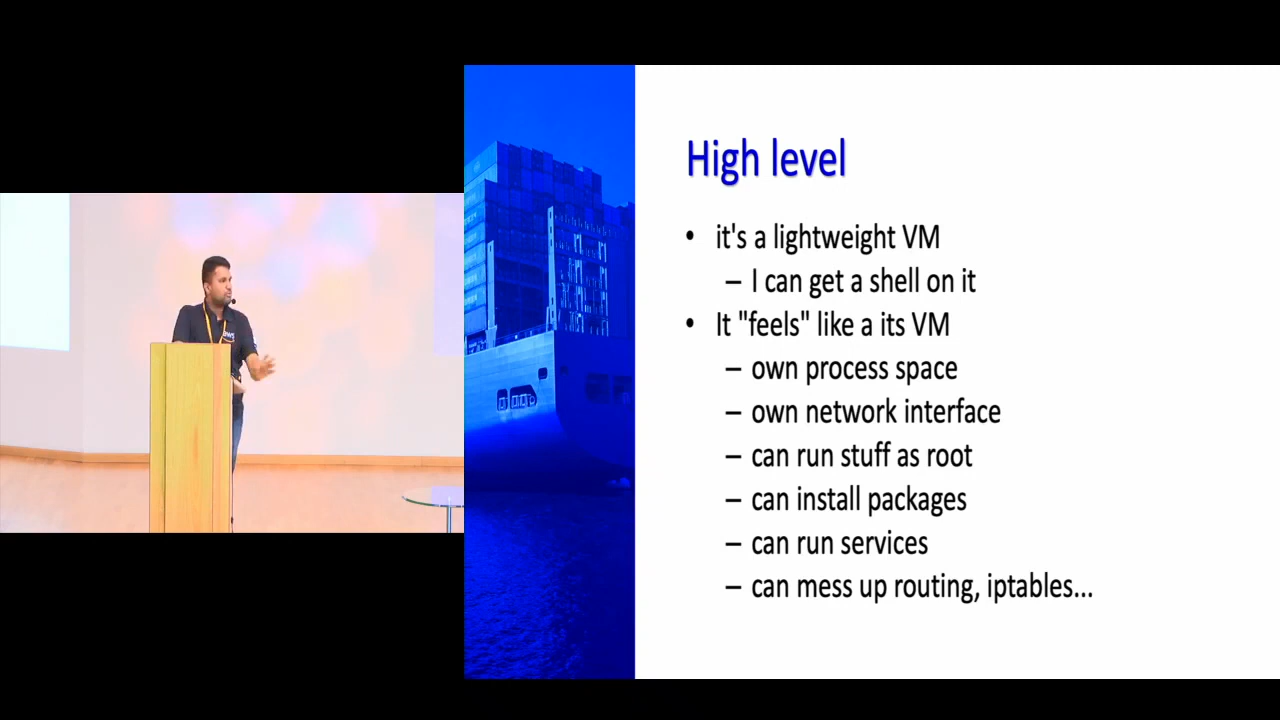 High level
• it's a lightweight VM
– I can get a shell on it
• It "feels" like a its VM
– own process space
– own network interface
– can run stuff as root
– can install packages
– can run services
– can mess up routing, iptables...